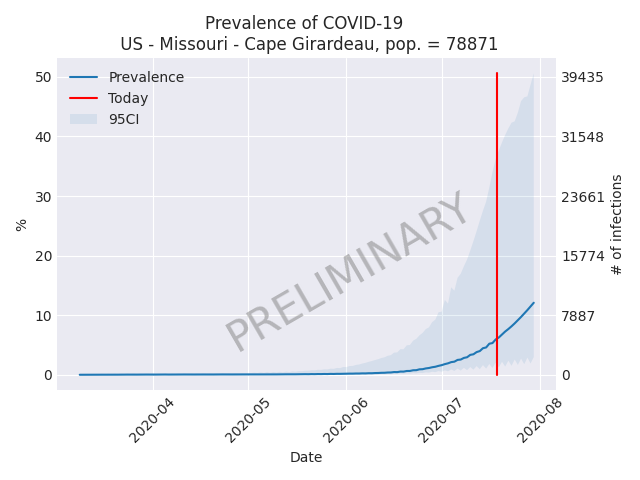 Prevalence of COVID-19
US - Missouri - Cape Girardeau, pop. = 78871
Prevalence
Today
95CI
PRELIMINARY
%
50
40
30
20
10
0
39435
31548
23661
15774
7887
0
# of infections
2020-04
2020-05
2020-06
2020-07
2020-08
Date